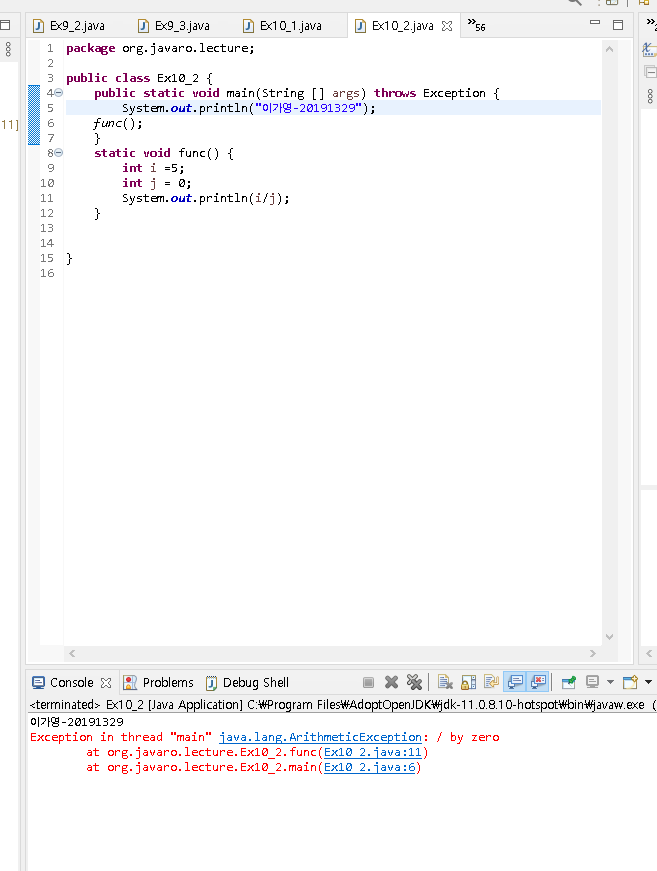 Ex9_2.java Ex9_3.java Ex10_1.java Ex10_2.java »56
1 package org.javaro.lecture;
2
3 public class Ex10_2 {
4 public static void main(String [] args) throws Exception {
5 System.out.println("이가영-20191329");
6 func();
7 }
8 static void func() {
9 int i =5;
10 int j = 0;
11 System.out.println(i/j);
12 }
13
14
15 }
16
11]
Console Problems Debug Shell
<terminated> Ex10_2 [Java Application] C:₩Program Files₩AdoptOpenJDK₩jdk-11.0.8.10-hotspot₩bin₩javaw.exe (
이가영-20191329
Exception in thread "main" java.lang.ArithmeticException: / by zero
at org.javaro.lecture.Ex10_2.func(Ex10_2.java:11)
at org.javaro.lecture.Ex10_2.main(Ex10_2.java:6)